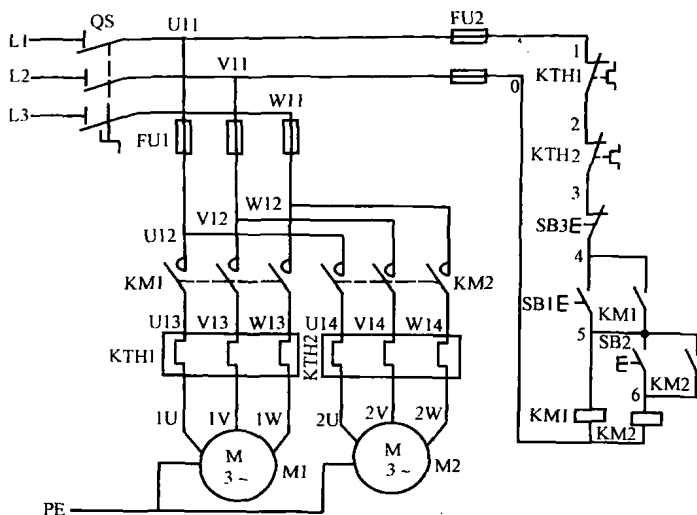 QS
U11
FU2
L1
1
V11
KTH1
L2
0
W11
L3
FU1
2
KTH2
W12
3
V12
U12
SB3
4
KM1
KM2
SB1
KM1
U13
V13
W13
U14
V14
W14
5
SB2
KTH1
KTH2
KM2
6
1U
1V
1W
2U
2V
2W
KM1
KM2
M
3~
M1
M
3~
M2
PE